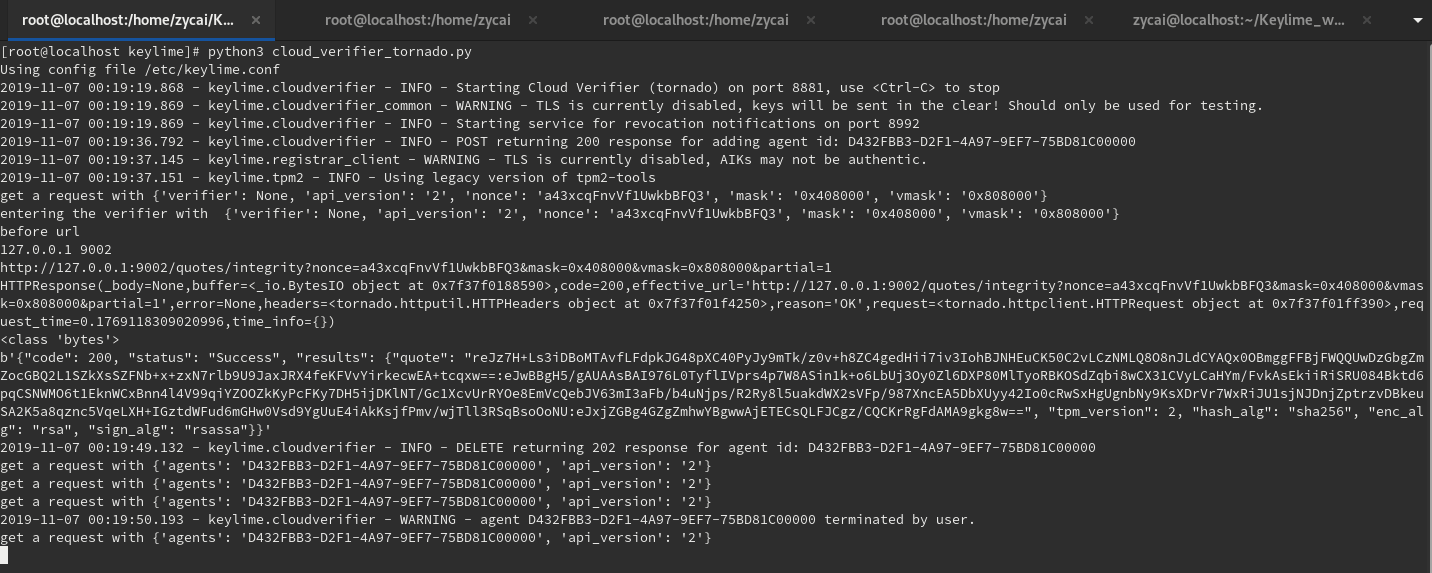 root@localhost:/home/zycai/K... × root@localhost:/home/zycai × root@localhost:/home/zycai × root@localhost:/home/zycai × zycai@localhost:~/Keylime_w... ×
[root@localhost keylime]# python3 cloud_verifier_tornado.py
Using config file /etc/keylime.conf
2019-11-07 00:19:19.868 - keylime.cloudverifier - INFO - Starting Cloud Verifier (tornado) on port 8881, use <Ctrl-C> to stop
2019-11-07 00:19:19.869 - keylime.cloudverifier_common - WARNING - TLS is currently disabled, keys will be sent in the clear! Should only be used for testing.
2019-11-07 00:19:19.869 - keylime.cloudverifier - INFO - Starting service for revocation notifications on port 8992
2019-11-07 00:19:36.792 - keylime.cloudverifier - INFO - POST returning 200 response for adding agent id: D432FBB3-D2F1-4A97-9EF7-75BD81C00000
2019-11-07 00:19:37.145 - keylime.registrar_client - WARNING - TLS is currently disabled, AIKs may not be authentic.
2019-11-07 00:19:37.151 - keylime.tpm2 - INFO - Using legacy version of tpm2-tools
get a request with {'verifier': None, 'api_version': '2', 'nonce': 'a43xcqFnvVf1UwkbBFQ3', 'mask': '0x408000', 'vmask': '0x808000'}
entering the verifier with  {'verifier': None, 'api_version': '2', 'nonce': 'a43xcqFnvVf1UwkbBFQ3', 'mask': '0x408000', 'vmask': '0x808000'}
before url
127.0.0.1 9002
http://127.0.0.1:9002/quotes/integrity?nonce=a43xcqFnvVf1UwkbBFQ3&mask=0x408000&vmask=0x808000&partial=1
HTTPResponse(_body=None,buffer=<_io.BytesIO object at 0x7f37f0188590>,code=200,effective_url='http://127.0.0.1:9002/quotes/integrity?nonce=a43xcqFnvVf1UwkbBFQ3&mask=0x408000&vmas
k=0x808000&partial=1',error=None,headers=<tornado.httputil.HTTPHeaders object at 0x7f37f01f4250>,reason='OK',request=<tornado.httpclient.HTTPRequest object at 0x7f37f01ff390>,req
uest_time=0.1769118309020996,time_info={})
<class 'bytes'>
b'{"code": 200, "status": "Success", "results": {"quote": "reJz7H+Ls3iDBoMTAvfLFdpkJG48pXC40PyJy9mTk/z0v+h8ZC4gedHii7iv3IohBJNHEuCK50C2vLCzNMLQ8O8nJLdCYAQx0OBmggFFBjFWQQUwDzGbgZm
ZocGBQ2L1SZkXsSZFNb+x+zxN7rlb9U9JaxJRX4feKFVvYirkecwEA+tcqxw==:eJwBBgH5/gAUAAsBAI976L0TyflIVprs4p7W8ASin1k+o6LbUj3Oy0Zl6DXP80MlTyoRBKOSdZqbi8wCX31CVyLCaHYm/FvkAsEkiiRiSRU084Bktd6
pqCSNWMO6t1EknWCxBnn4l4V99qiYZOOZkKyPcFKy7DH5ijDKlNT/Gc1XcvUrRYOe8EmVcQebJV63mI3aFb/b4uNjps/R2Ry8l5uakdWX2sVFp/987XncEA5DbXUyy42Io0cRwSxHgUgnbNy9KsXDrVr7WxRiJU1sjNJDnjZptrzvDBkeu
SA2K5a8qznc5VqeLXH+IGztdWFud6mGHw0Vsd9YgUuE4iAkKsjfPmv/wjTll3RSqBsoOoNU:eJxjZGBg4GZgZmhwYBgwwAjETECsQLFJCgz/CQCKrRgFdAMA9gkg8w==", "tpm_version": 2, "hash_alg": "sha256", "enc_al
g": "rsa", "sign_alg": "rsassa"}}'
2019-11-07 00:19:49.132 - keylime.cloudverifier - INFO - DELETE returning 202 response for agent id: D432FBB3-D2F1-4A97-9EF7-75BD81C00000
get a request with {'agents': 'D432FBB3-D2F1-4A97-9EF7-75BD81C00000', 'api_version': '2'}
get a request with {'agents': 'D432FBB3-D2F1-4A97-9EF7-75BD81C00000', 'api_version': '2'}
get a request with {'agents': 'D432FBB3-D2F1-4A97-9EF7-75BD81C00000', 'api_version': '2'}
2019-11-07 00:19:50.193 - keylime.cloudverifier - WARNING - agent D432FBB3-D2F1-4A97-9EF7-75BD81C00000 terminated by user.
get a request with {'agents': 'D432FBB3-D2F1-4A97-9EF7-75BD81C00000', 'api_version': '2'}